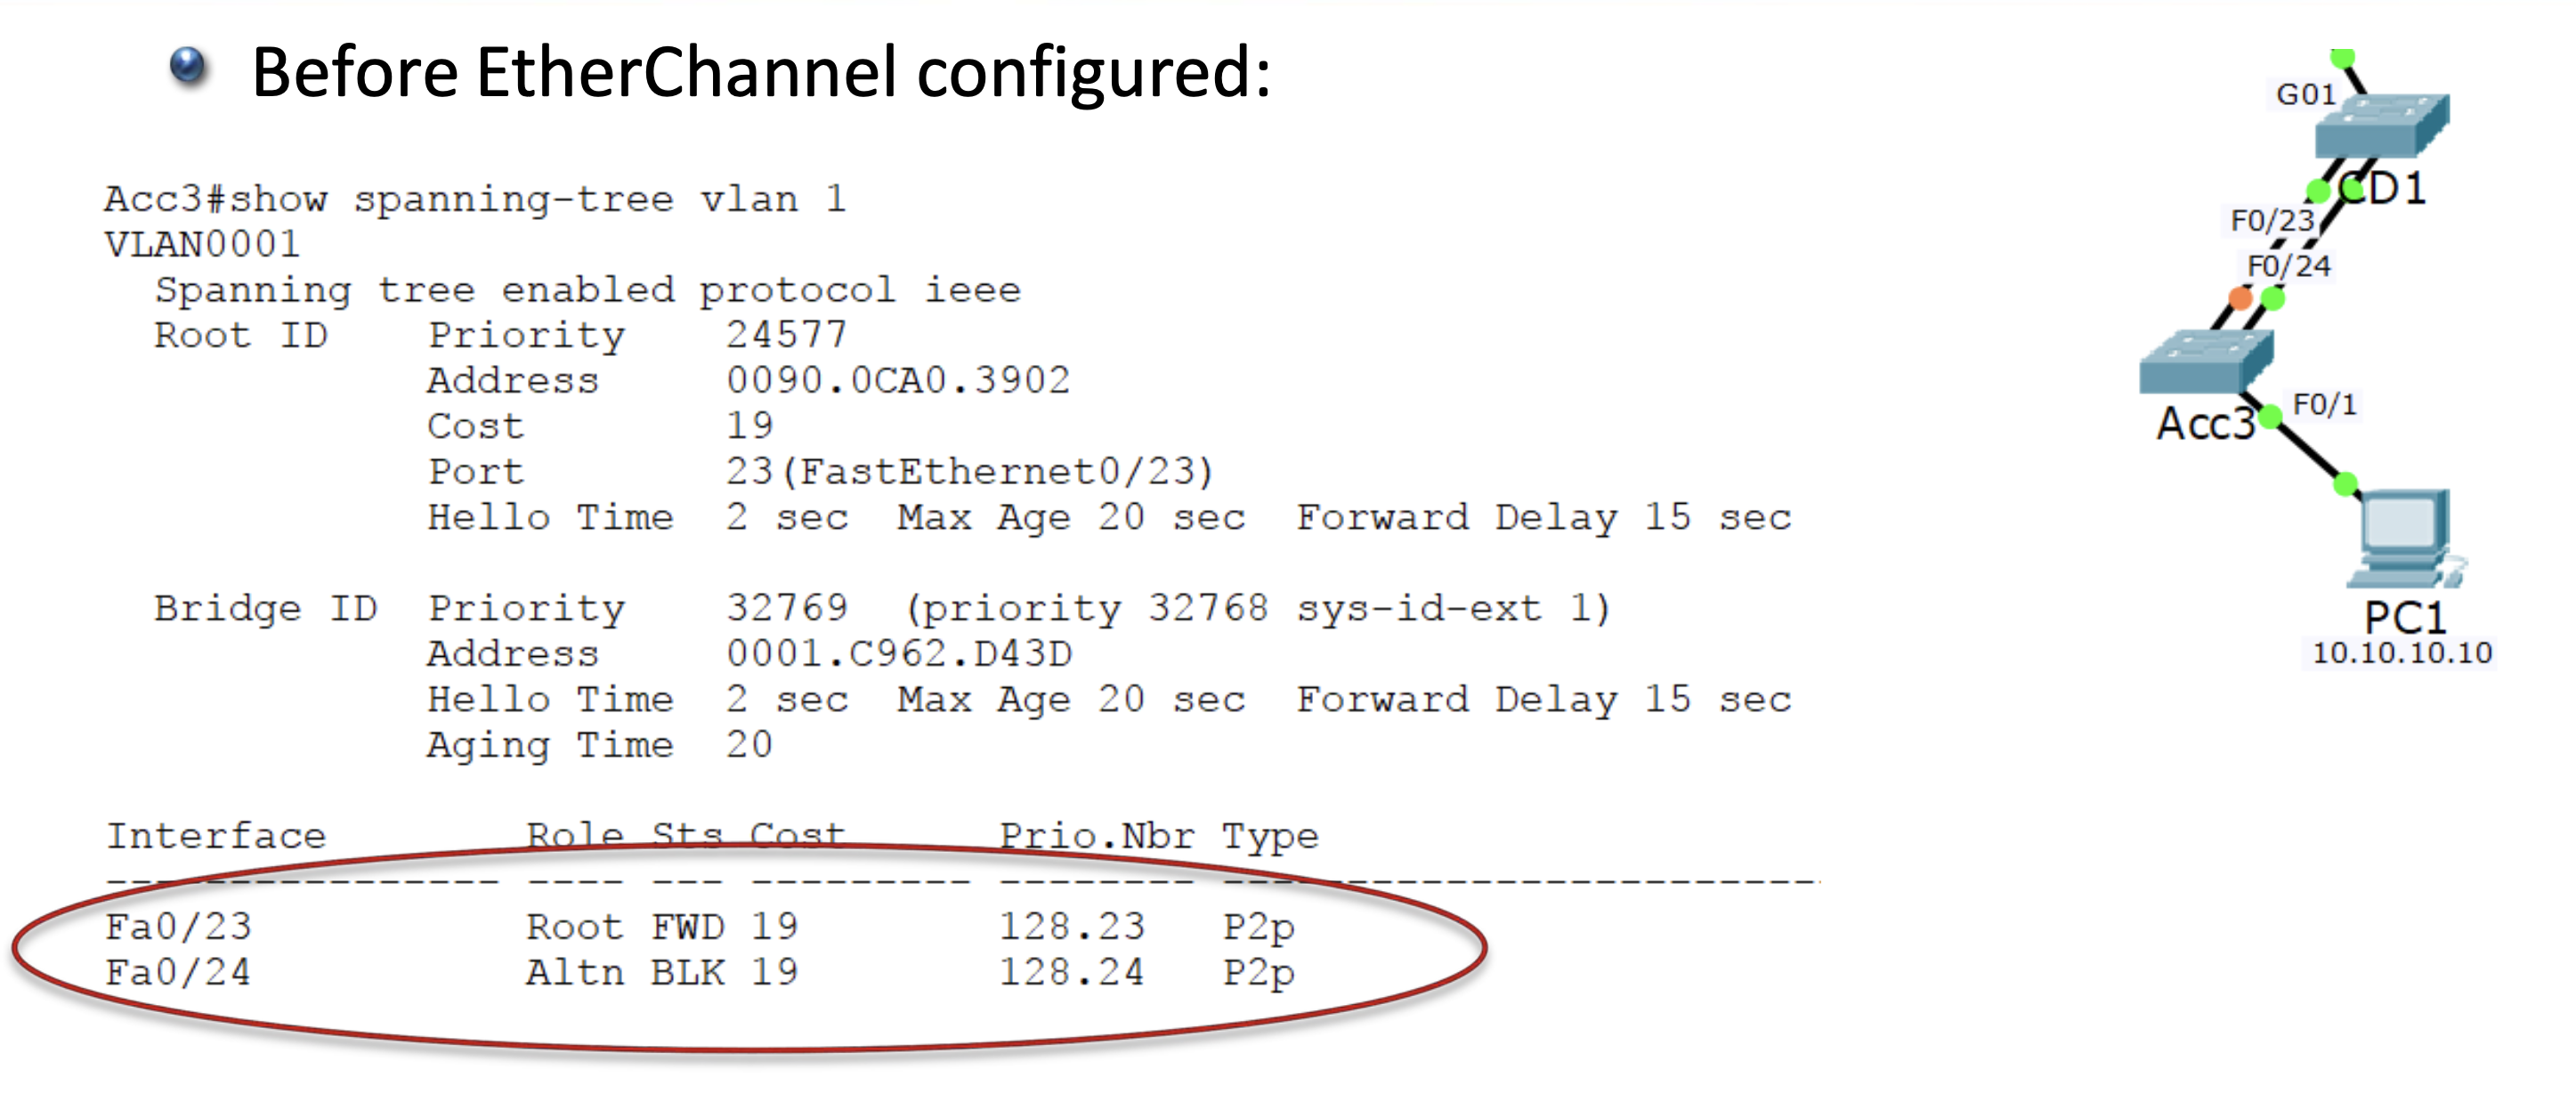 Before EtherChannel configured:
Acc3#show spanning-tree vlan 1
VLAN0001
Spanning tree enabled protocol ieee
Root ID Priority 24577
Address 0090.0CA0.3902
Cost 19
Port 23(FastEthernet0/23)
Hello Time 2 sec Max Age 20 sec Forward Delay 15 sec
Bridge ID Priority 32769 (priority 32768 sys-id-ext 1)
Address 0001.C962.D43D
Hello Time 2 sec Max Age 20 sec Forward Delay 15 sec
Aging Time 20
Interface Role Sts Cost Prio.Nbr Type
---------------- ---- --- --------- -------- --------------------------------
Fa0/23 Root FWD 19 128.23 P2p
Fa0/24 Altn BLK 19 128.24 P2p
G01
CD1
F0/23
F0/24
Acc3
F0/1
PC1
10.10.10.10